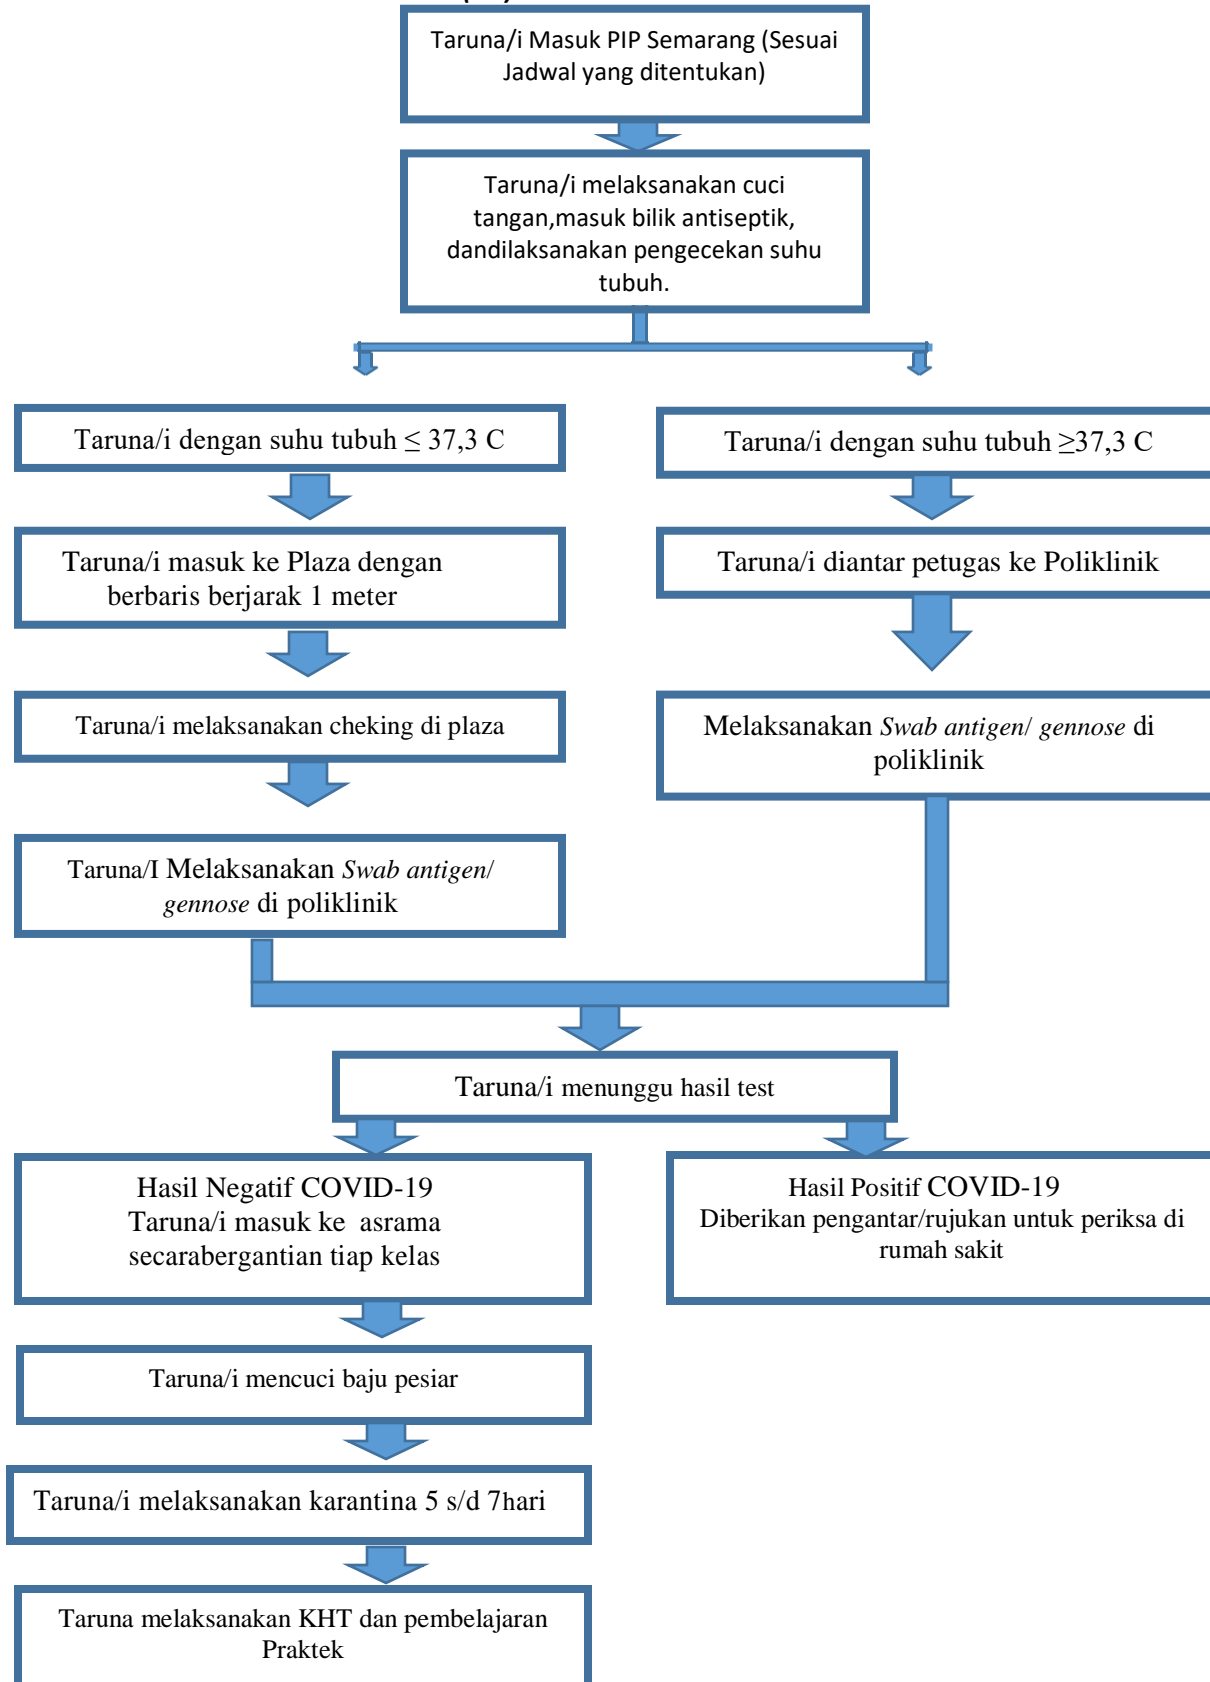 Taruna/i Masuk PIP Semarang (Sesuai
Jadwal yang ditentukan)
Taruna/i melaksanakan cuci
tangan,masuk bilik antiseptik,
dandilaksanakan pengecekan suhu
tubuh.
Taruna/i dengan suhu tubuh ≤ 37,3 C
Taruna/i dengan suhu tubuh ≥37,3 C
Taruna/i masuk ke Plaza dengan
berbaris berjarak 1 meter
Taruna/i diantar petugas ke Poliklinik
Taruna/i melaksanakan cheking di plaza
Melaksanakan Swab antigen/ gennose di
poliklinik
Taruna/I Melaksanakan Swab antigen/
gennose di poliklinik
Taruna/i menunggu hasil test
Hasil Negatif COVID-19
Taruna/i masuk ke asrama
secarabergantian tiap kelas
Hasil Positif COVID-19
Diberikan pengantar/rujukan untuk periksa di
rumah sakit
Taruna/i mencuci baju pesiar
Taruna/i melaksanakan karantina 5 s/d 7hari
Taruna melaksanakan KHT dan pembelajaran
Praktek